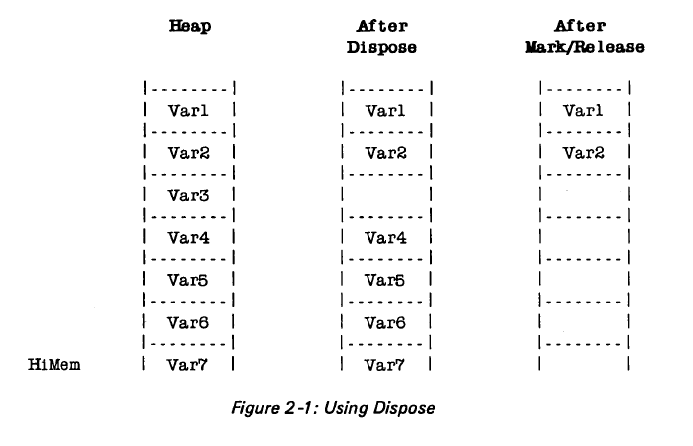 Heap After After
Dispose Mark/Release
|--------| |--------| |--------|
| Var1 | | Var1 | | Var1 |
|--------| |--------| |--------|
| Var2 | | Var2 | | Var2 |
|--------| |--------| |--------|
| Var3 | | | | |
|--------| |--------| |--------|
| Var4 | | Var4 | | |
|--------| |--------| |--------|
| Var5 | | Var5 | | |
|--------| |--------| |--------|
| Var6 | | Var6 | | |
|--------| |--------| |--------|
HiMem | Var7 | | Var7 | | |
Figure 2-1: Using Dispose